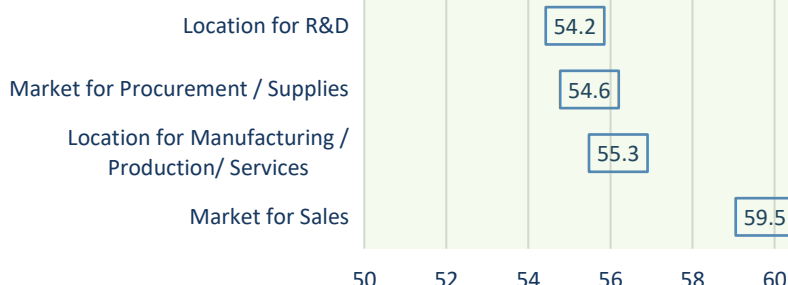 Location for R&D
54.2
Market for Procurement / Supplies
54.6
Location for Manufacturing /
Production/ Services
55.3
Market for Sales
59.5
50 52 54 56 58 60